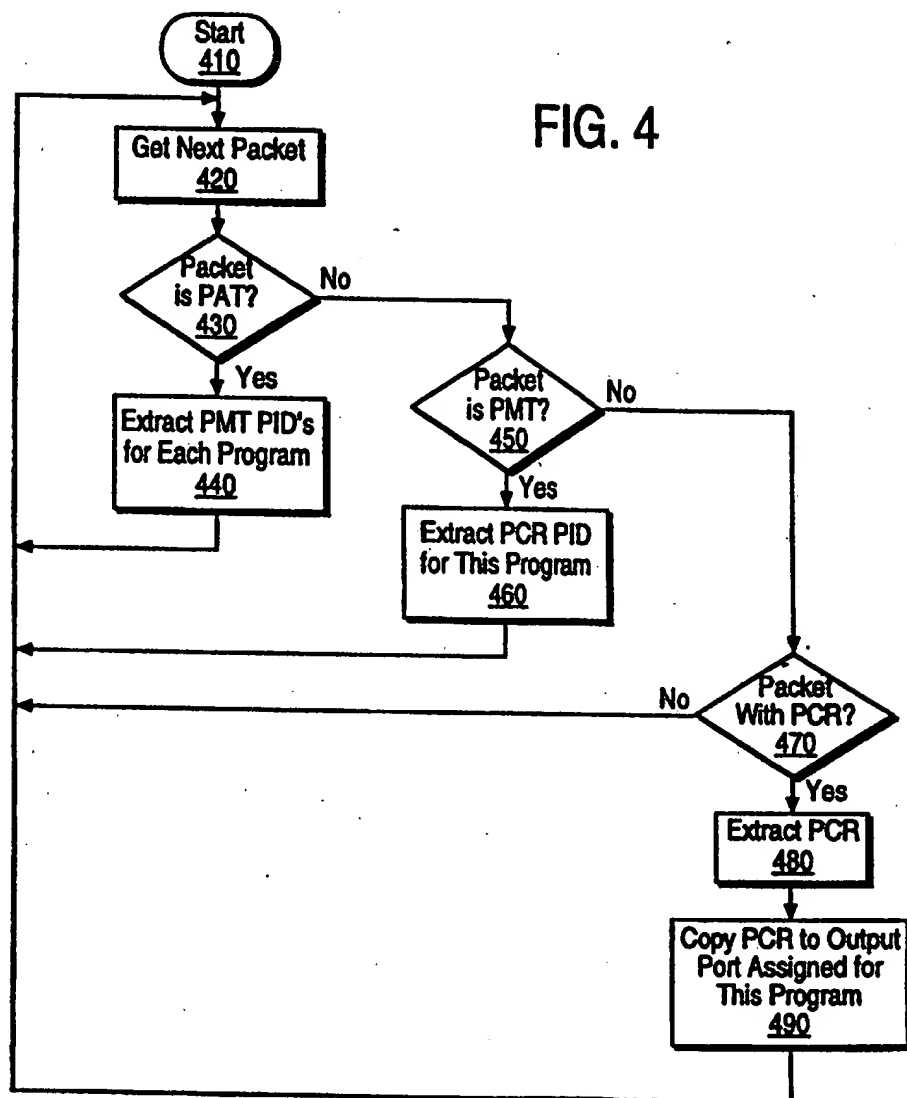 Start
410
FIG. 4
Get Next Packet
420
Packet
is PAT?
430
No
Yes
Extract PMT PID's
for Each Program
440
Packet
is PMT?
450
No
Yes
Extract PCR PID
for This Program
460
Packet
With PCR?
470
No
Yes
Extract PCR
480
Copy PCR to Output
Port Assigned for
This Program
490